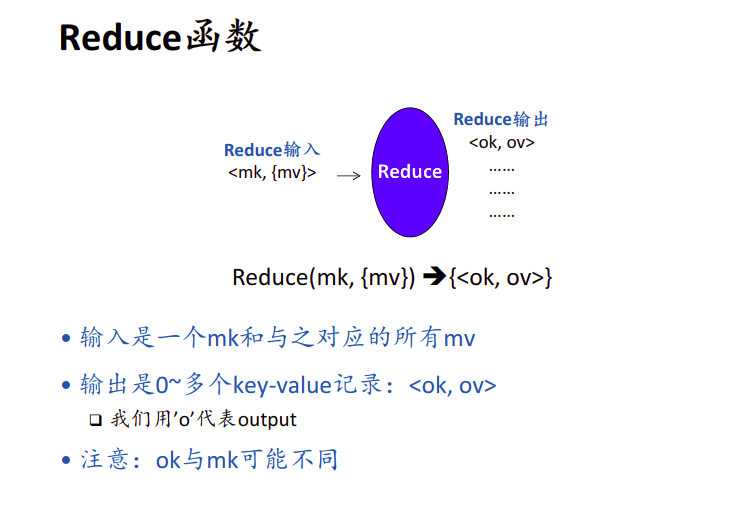 Reduce函数
Reduce输入
<mk, {mv}>
Reduce
Reduce输出
<ok, ov>
……
……
……
Reduce(mk, {mv}) ➔{<ok, ov>}
• 输入是一个mk和与之对应的所有mv
• 输出是0~多个key-value记录：<ok, ov>
❑ 我们用’o’代表output
• 注意：ok与mk可能不同